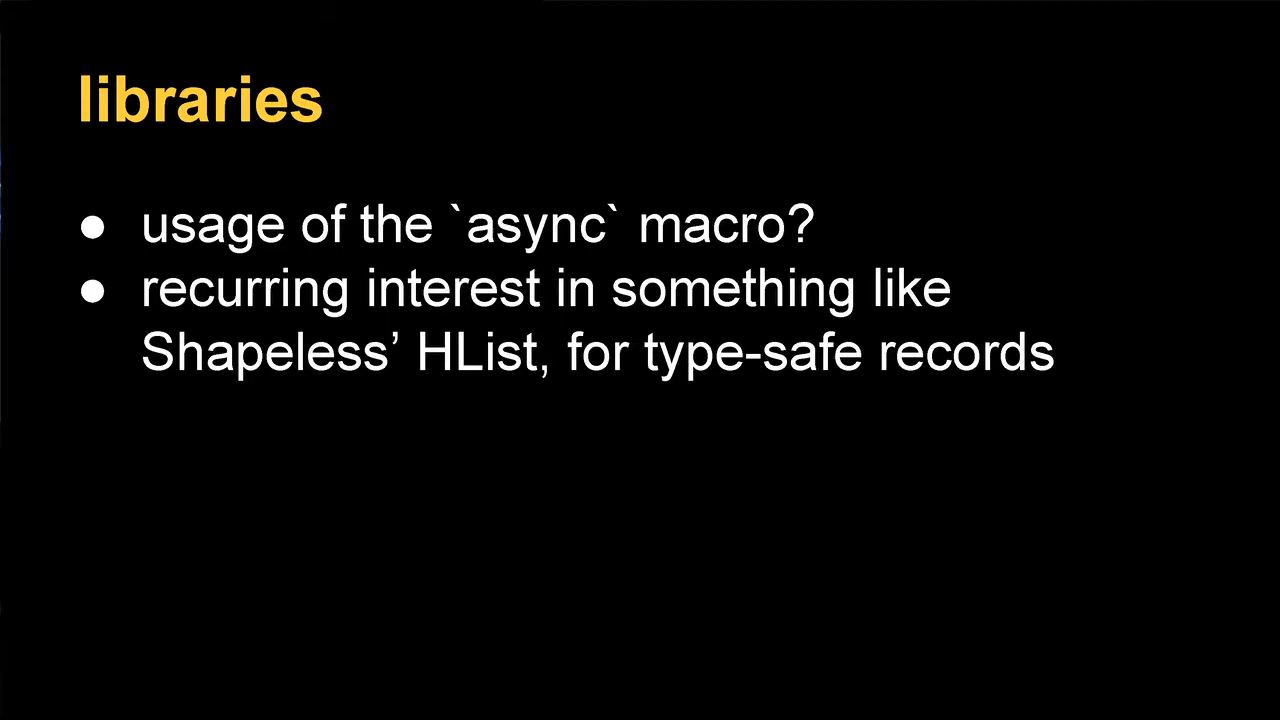 libraries
● usage of the `async` macro?
● recurring interest in something like
Shapeless’ HList, for type-safe records